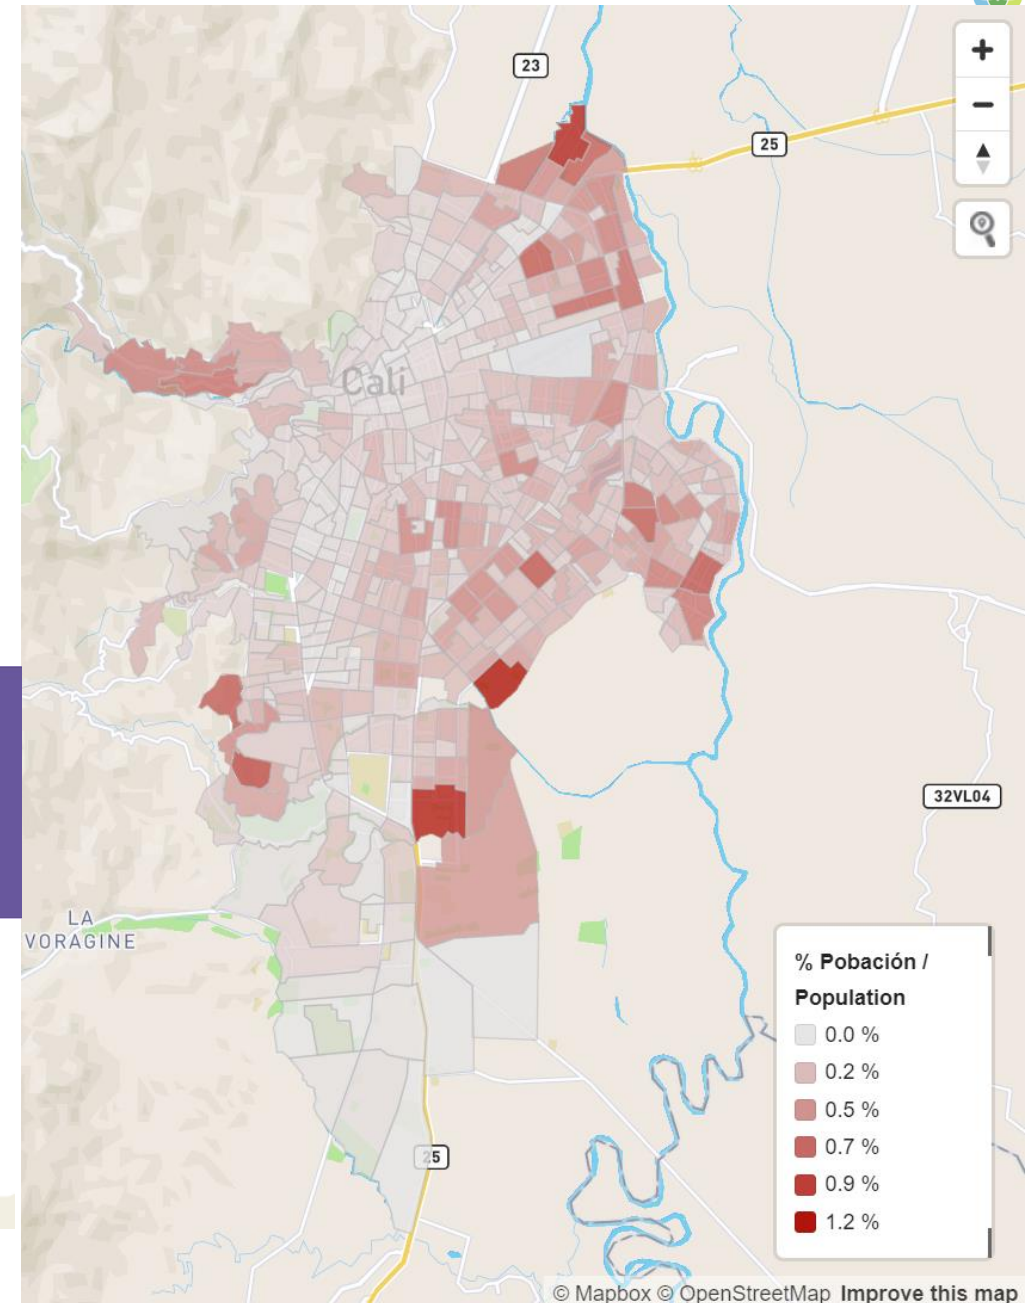 23
25
Cali
32VL04
LA
VORAGINE
% Pobación /
Population
0.0 %
0.2 %
0.5 %
0.7 %
0.9 %
1.2 %
25
© Mapbox © OpenStreetMap Improve this map